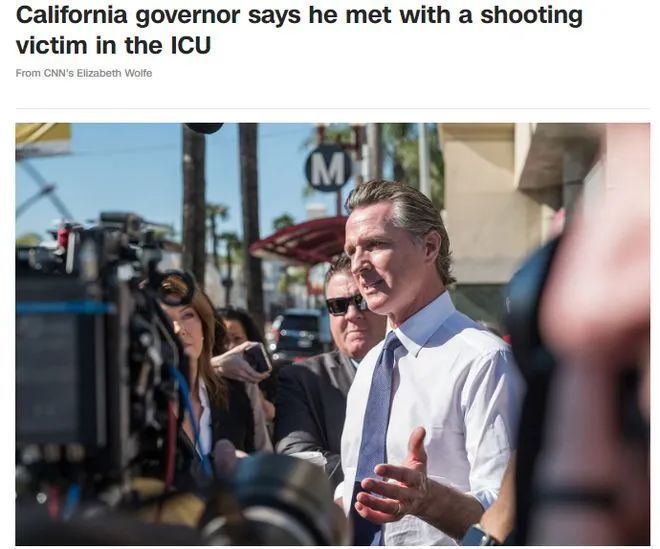 California governor says he met with a shooting
victim in the ICU
From CNN's Elizabeth Wolfe
M